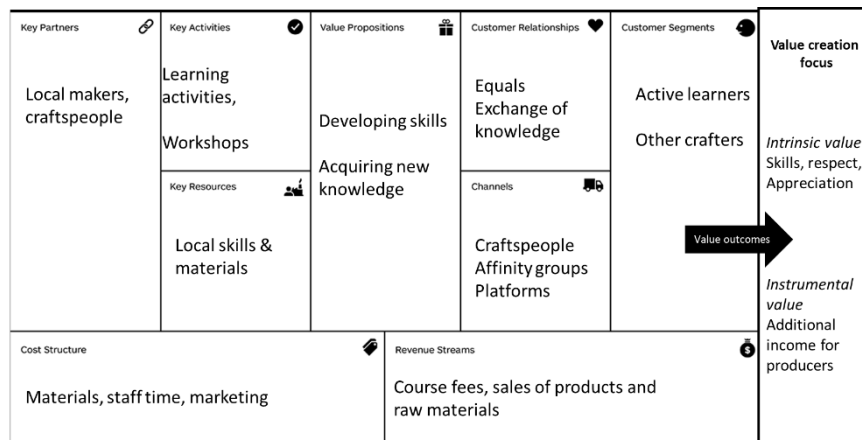 Key Partners
Local makers,
craftspeople
Key Activities
Learning
activities,
Workshops
Key Resources
Local skills &
materials
Value Propositions
Developing skills
Acquiring new
knowledge
Customer Relationships
Equals
Exchange of
knowledge
Channels
Craftspeople
Affinity groups
Platforms
Customer Segments
Active learners
Other crafters
Value outcomes
Value creation
focus
Intrinsic value
Skills, respect,
Appreciation
Instrumental
value
Additional
income for
producers
Cost Structure
Materials, staff time, marketing
Revenue Streams
Course fees, sales of products and
raw materials